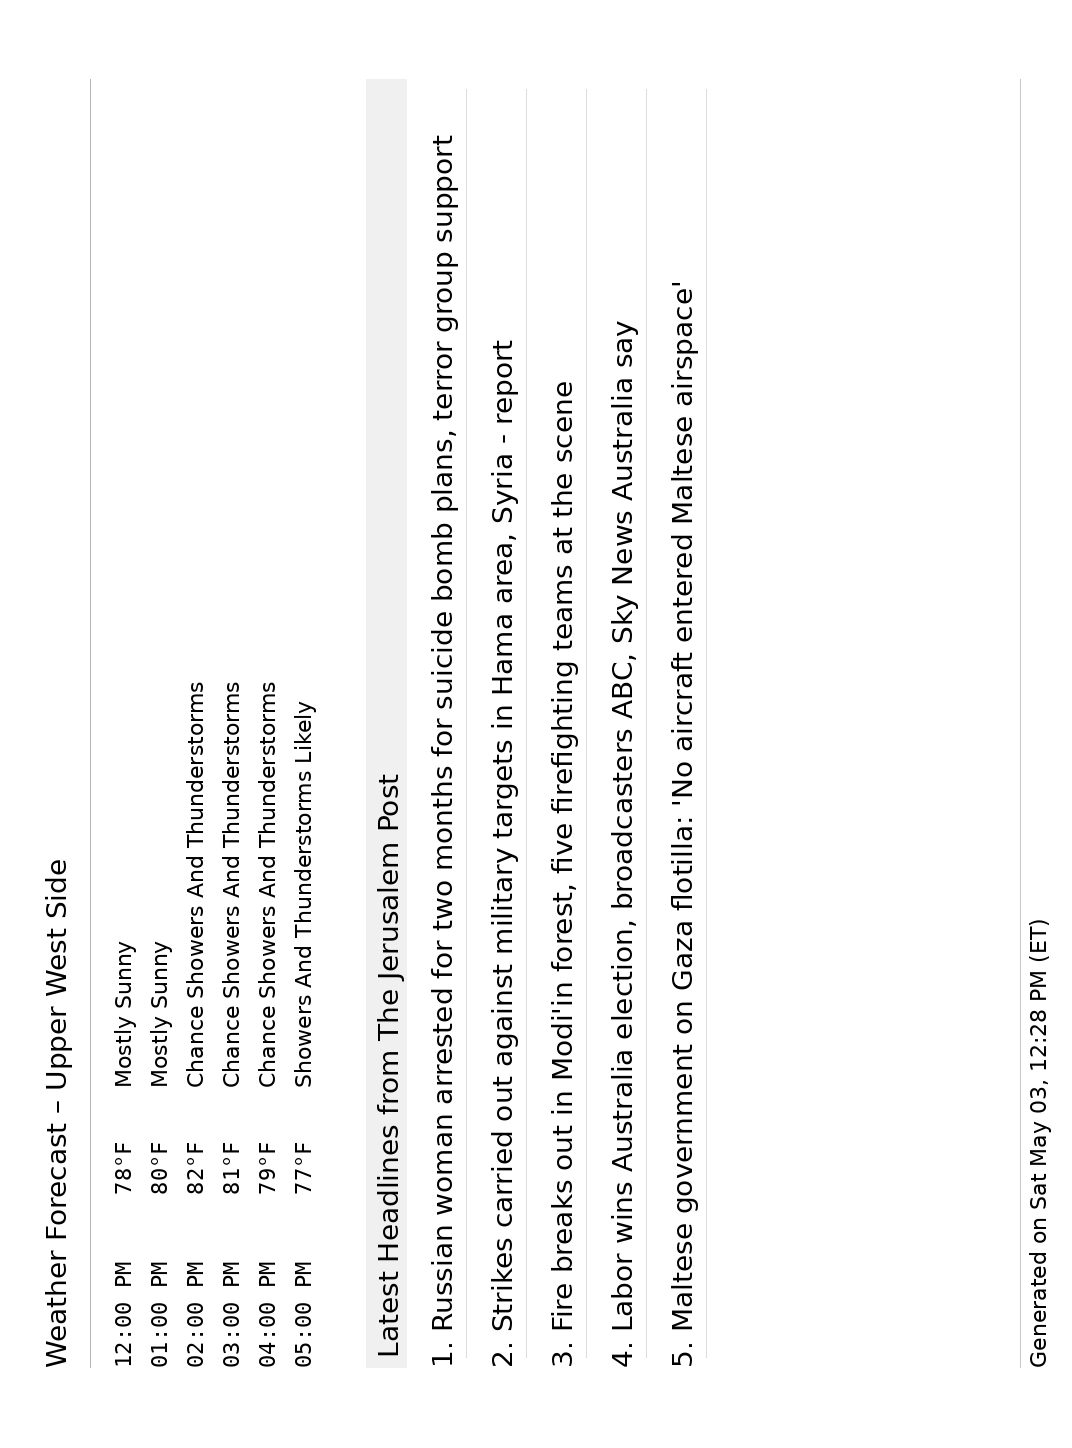 Weather Forecast – Upper West Side
12:00 PM 78°F Mostly Sunny
01:00 PM 80°F Mostly Sunny
02:00 PM 82°F Chance Showers And Thunderstorms
03:00 PM 81°F Chance Showers And Thunderstorms
04:00 PM 79°F Chance Showers And Thunderstorms
05:00 PM 77°F Showers And Thunderstorms Likely
Latest Headlines from The Jerusalem Post
1. Russian woman arrested for two months for suicide bomb plans, terror group support
2. Strikes carried out against military targets in Hama area, Syria - report
3. Fire breaks out in Modi'in forest, five firefighting teams at the scene
4. Labor wins Australia election, broadcasters ABC, Sky News Australia say
5. Maltese government on Gaza flotilla: 'No aircraft entered Maltese airspace'
Generated on Sat May 03, 12:28 PM (ET)